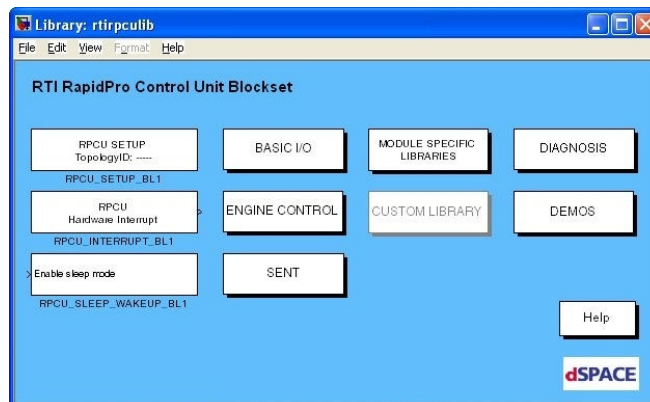 Library: rtirpculib
File Edit View Format Help
RTI RapidPro Control Unit Blockset
RPCU SETUP
TopologyID: -----
RPCU_SETUP_BL1
BASIC I/O
MODULE SPECIFIC
LIBRARIES
DIAGNOSIS
RPCU
Hardware Interrupt
RPCU_INTERRUPT_BL1
ENGINE CONTROL
CUSTOM LIBRARY
DEMOS
Enable sleep mode
RPCU_SLEEP_WAKEUP_BL1
SENT
Help
dSPACE